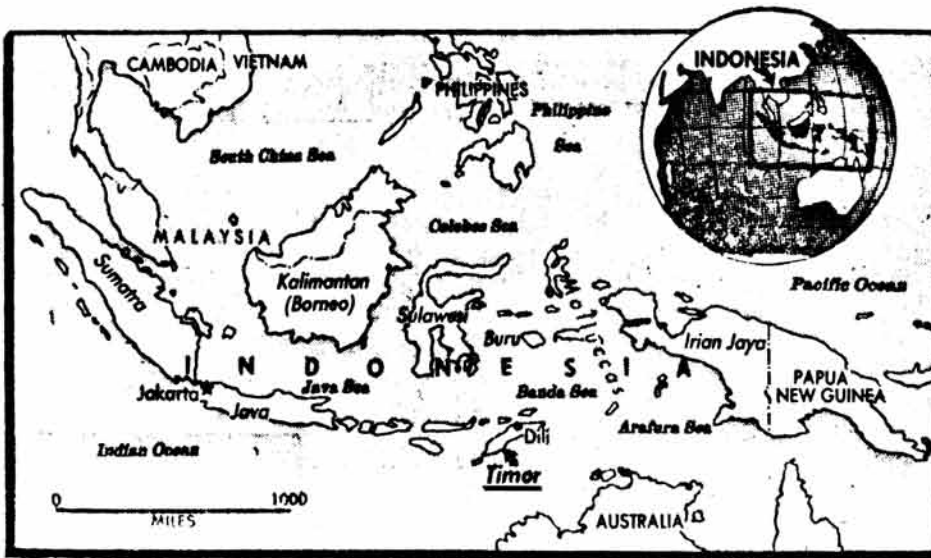 INDONESIA
CAMBODIA
VIETNAM
PHILIPPINES
Philippine
Sea
South China Sea
MALAYSIA
Celebes Sea
Pacific Ocean
Sumatra
Kalimantan
(Borneo)
Sulawesi
Moluccas
Buru
Irian Jaya
INDONESIA
Jakarta
Java Sea
Java
Banda Sea
PAPUA
NEW GUINEA
Arafura Sea
Dili
Indian Ocean
Timor
0 1000
MILES
AUSTRALIA